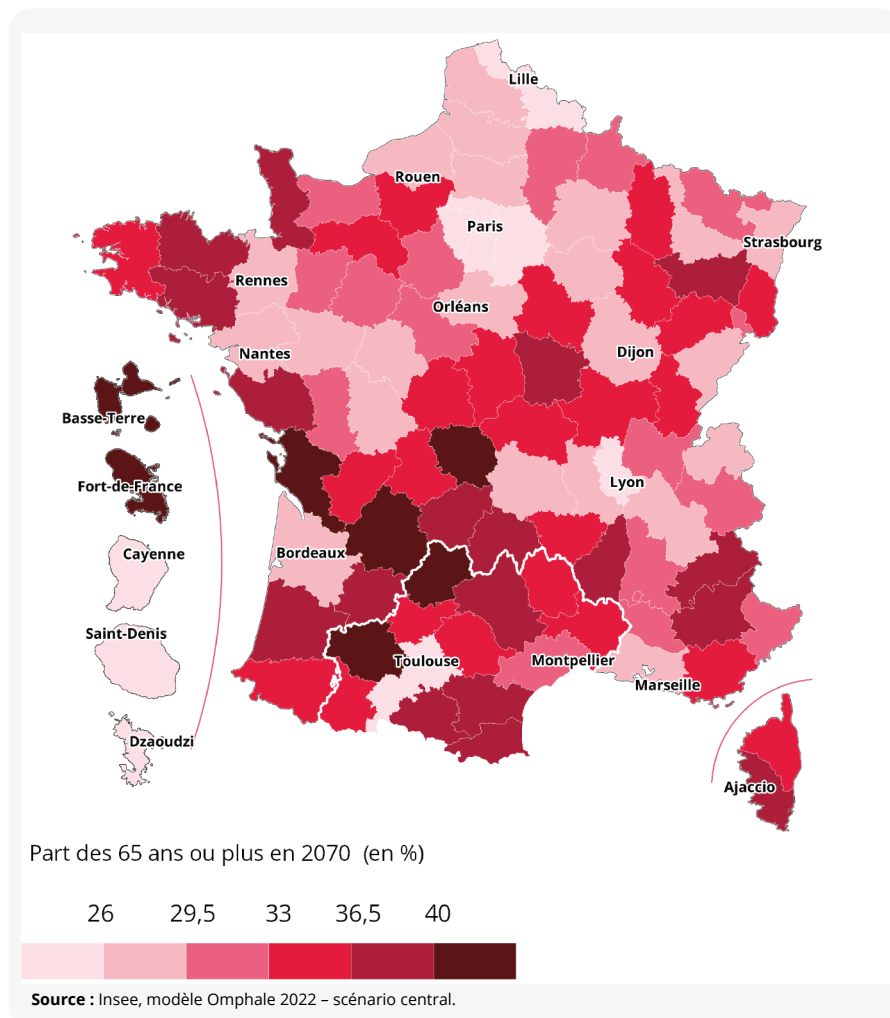 Lille
Rouen
Paris
Strasbourg
Rennes
Orléans
Nantes
Dijon
Basse-Terre
Lyon
Fort-de-France
Bordeaux
Cayenne
Saint-Denis
Toulouse
Montpellier
Marseille
Dzaoudzi
Ajaccio
Part des 65 ans ou plus en 2070 (en %)
26 29,5 33 36,5 40
Source : Insee, modèle Omphale 2022 – scénario central.